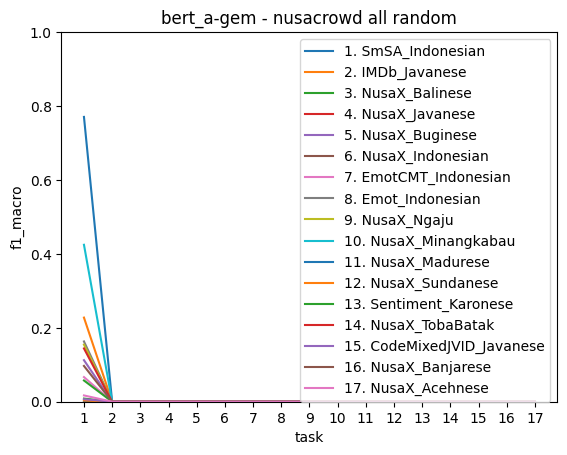 bert_a-gem - nusacrowd all random
1.0
0.8
0.6
0.4
0.2
0.0
f1_macro
1. SmSA_Indonesian
2. IMDb_Javanese
3. NusaX_Balinese
4. NusaX_Javanese
5. NusaX_Buginese
6. NusaX_Indonesian
7. EmotCMT_Indonesian
8. Emot_Indonesian
9. NusaX_Ngaju
10. NusaX_Minangkabau
11. NusaX_Madurese
12. NusaX_Sundanese
13. Sentiment_Karonese
14. NusaX_TobaBatak
15. CodeMixedJVID_Javanese
16. NusaX_Banjarese
17. NusaX_Acehnese
1 2 3 4 5 6 7 8 9 10 11 12 13 14 15 16 17
task